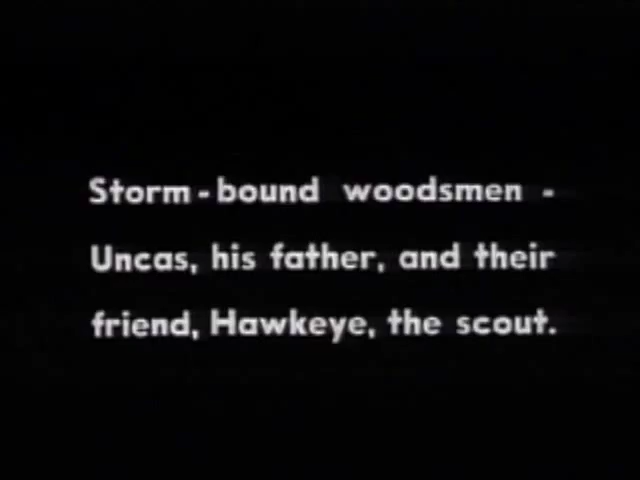 Storm-bound woodsmen -
Uncas, his father, and their
friend, Hawkeye, the scout.